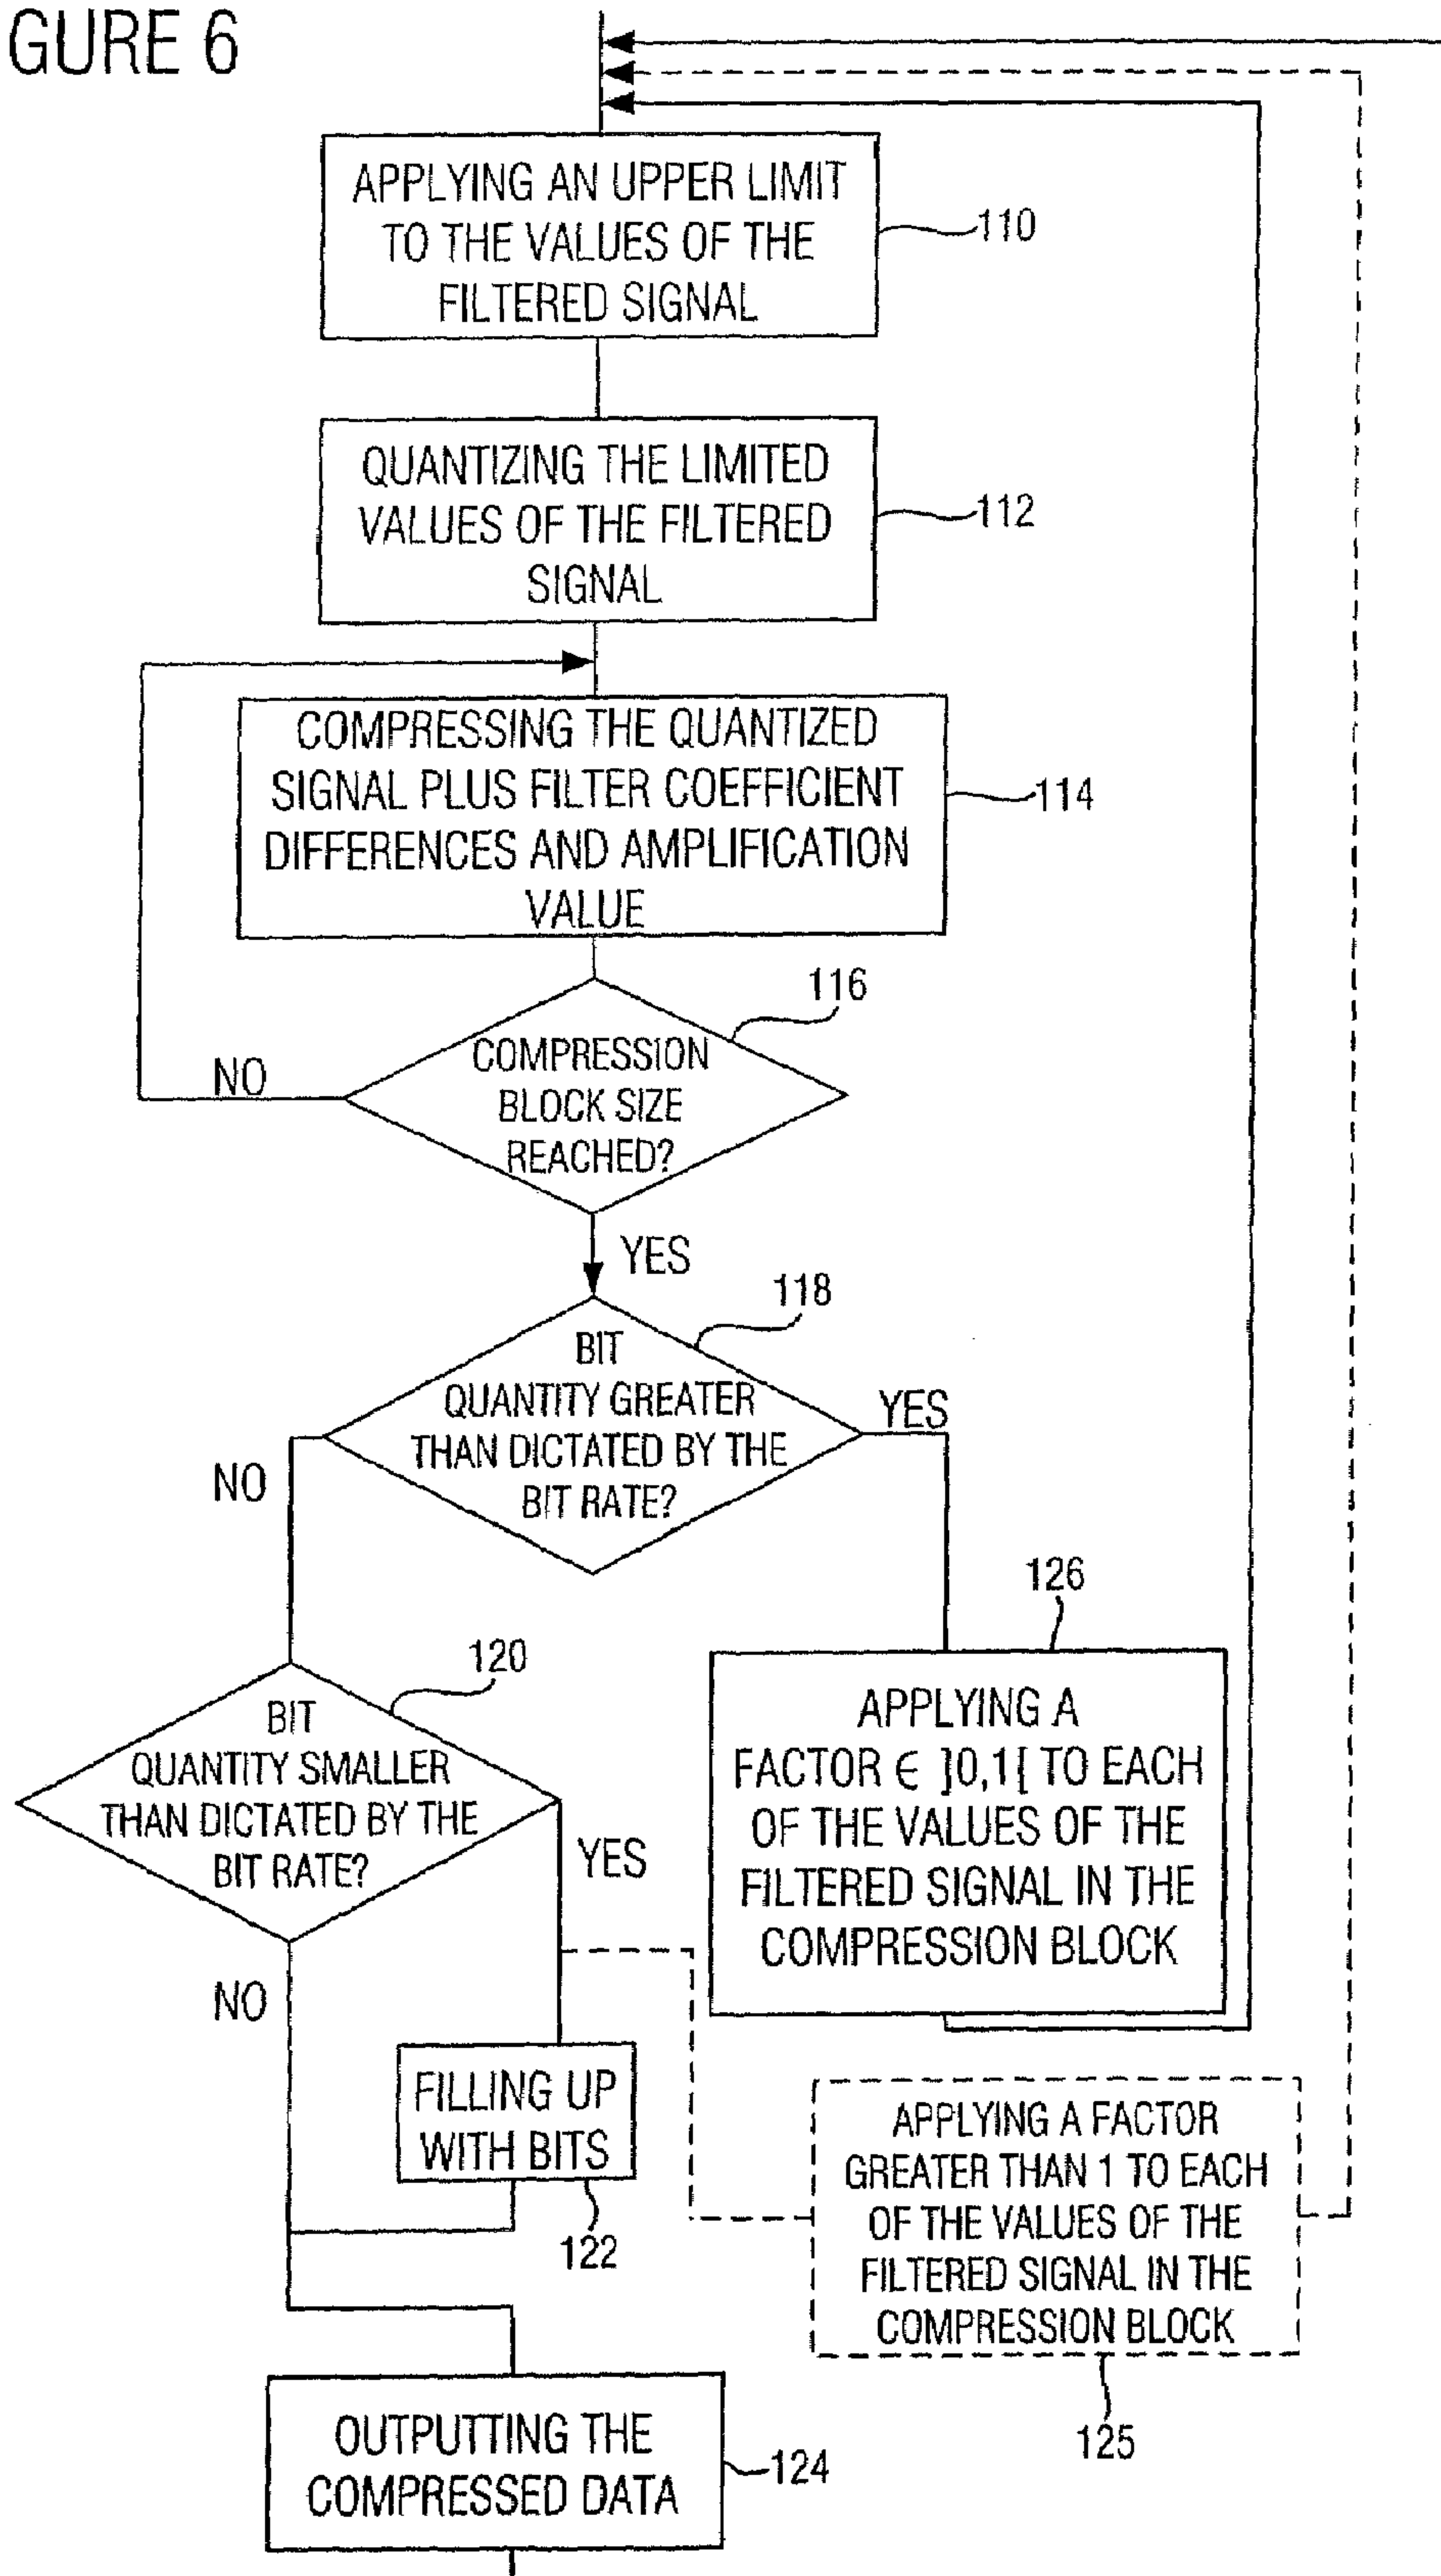 GURE 6
APPLYING AN UPPER LIMIT
TO THE VALUES OF THE
FILTERED SIGNAL
110
QUANTIZING THE LIMITED
VALUES OF THE FILTERED
SIGNAL
112
COMPRESSING THE QUANTIZED
SIGNAL PLUS FILTER COEFFICIENT
DIFFERENCES AND AMPLIFICATION
VALUE
114
116
COMPRESSION
BLOCK SIZE
REACHED?
NO
YES
118
BIT
QUANTITY GREATER
THAN DICTATED BY THE
BIT RATE?
YES
NO
120
BIT
QUANTITY SMALLER
THAN DICTATED BY THE
BIT RATE?
YES
NO
126
APPLYING A
FACTOR ∈ ]0,1[ TO EACH
OF THE VALUES OF THE
FILTERED SIGNAL IN THE
COMPRESSION BLOCK
FILLING UP
WITH BITS
122
APPLYING A FACTOR
GREATER THAN 1 TO EACH
OF THE VALUES OF THE
FILTERED SIGNAL IN THE
COMPRESSION BLOCK
125
OUTPUTTING THE
COMPRESSED DATA
124